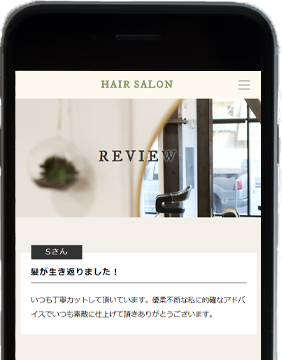 HAIR SALON
REVIEW
Sさん
髪が生き返りました！
いつも丁寧カットして頂いています。優柔不断な私に的確なアドバ
イスでいつも素敵に仕上げて頂きありがとうございます。